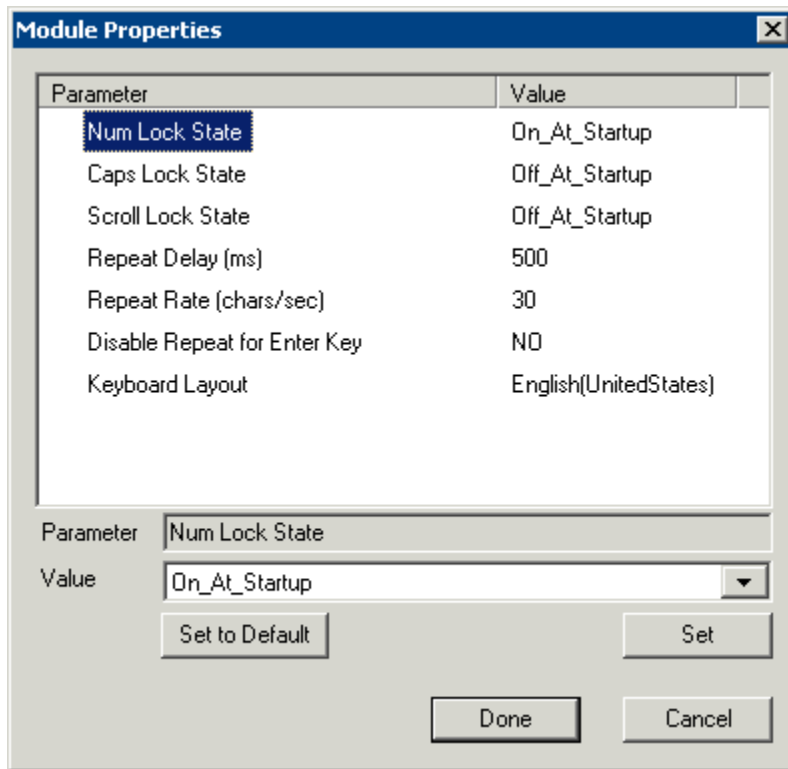 Module Properties
Parameter Value
Num Lock State On_At_Startup
Caps Lock State Off_At_Startup
Scroll Lock State Off_At_Startup
Repeat Delay (ms) 500
Repeat Rate (chars/sec) 30
Disable Repeat for Enter Key NO
Keyboard Layout English(UnitedStates)
Parameter Num Lock State
Value On_At_Startup
Set to Default Set
Done Cancel